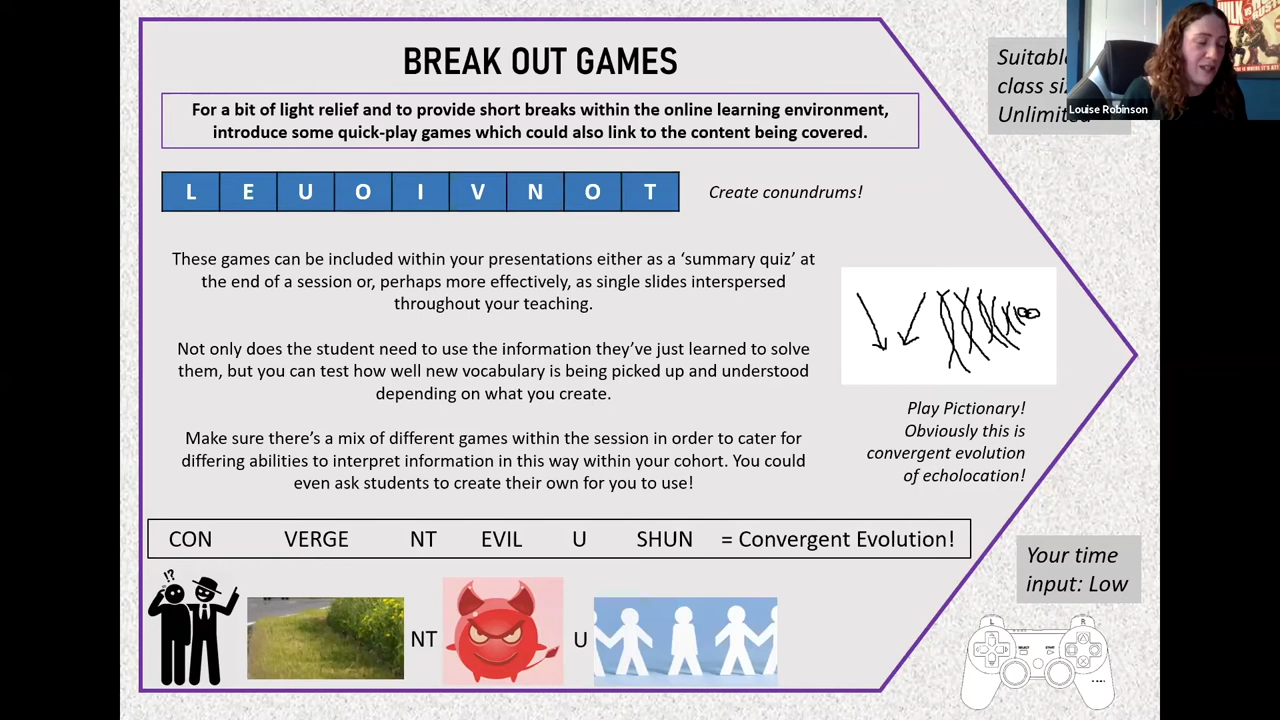 BREAK OUT GAMES
For a bit of light relief and to provide short breaks within the online learning environment,
introduce some quick-play games which could also link to the content being covered.
L E U O I V N O T
Create conundrums!
These games can be included within your presentations either as a ‘summary quiz’ at
the end of a session or, perhaps more effectively, as single slides interspersed
throughout your teaching.
Not only does the student need to use the information they’ve just learned to solve
them, but you can test how well new vocabulary is being picked up and understood
depending on what you create.
Make sure there’s a mix of different games within the session in order to cater for
differing abilities to interpret information in this way within your cohort. You could
even ask students to create their own for you to use!
Play Pictionary!
Obviously this is
convergent evolution
of echolocation!
CON VERGE NT EVIL U SHUN = Convergent Evolution!
!?
NT
U
class
Louise Robinson
Your time
input: Low
L R
SELECT START